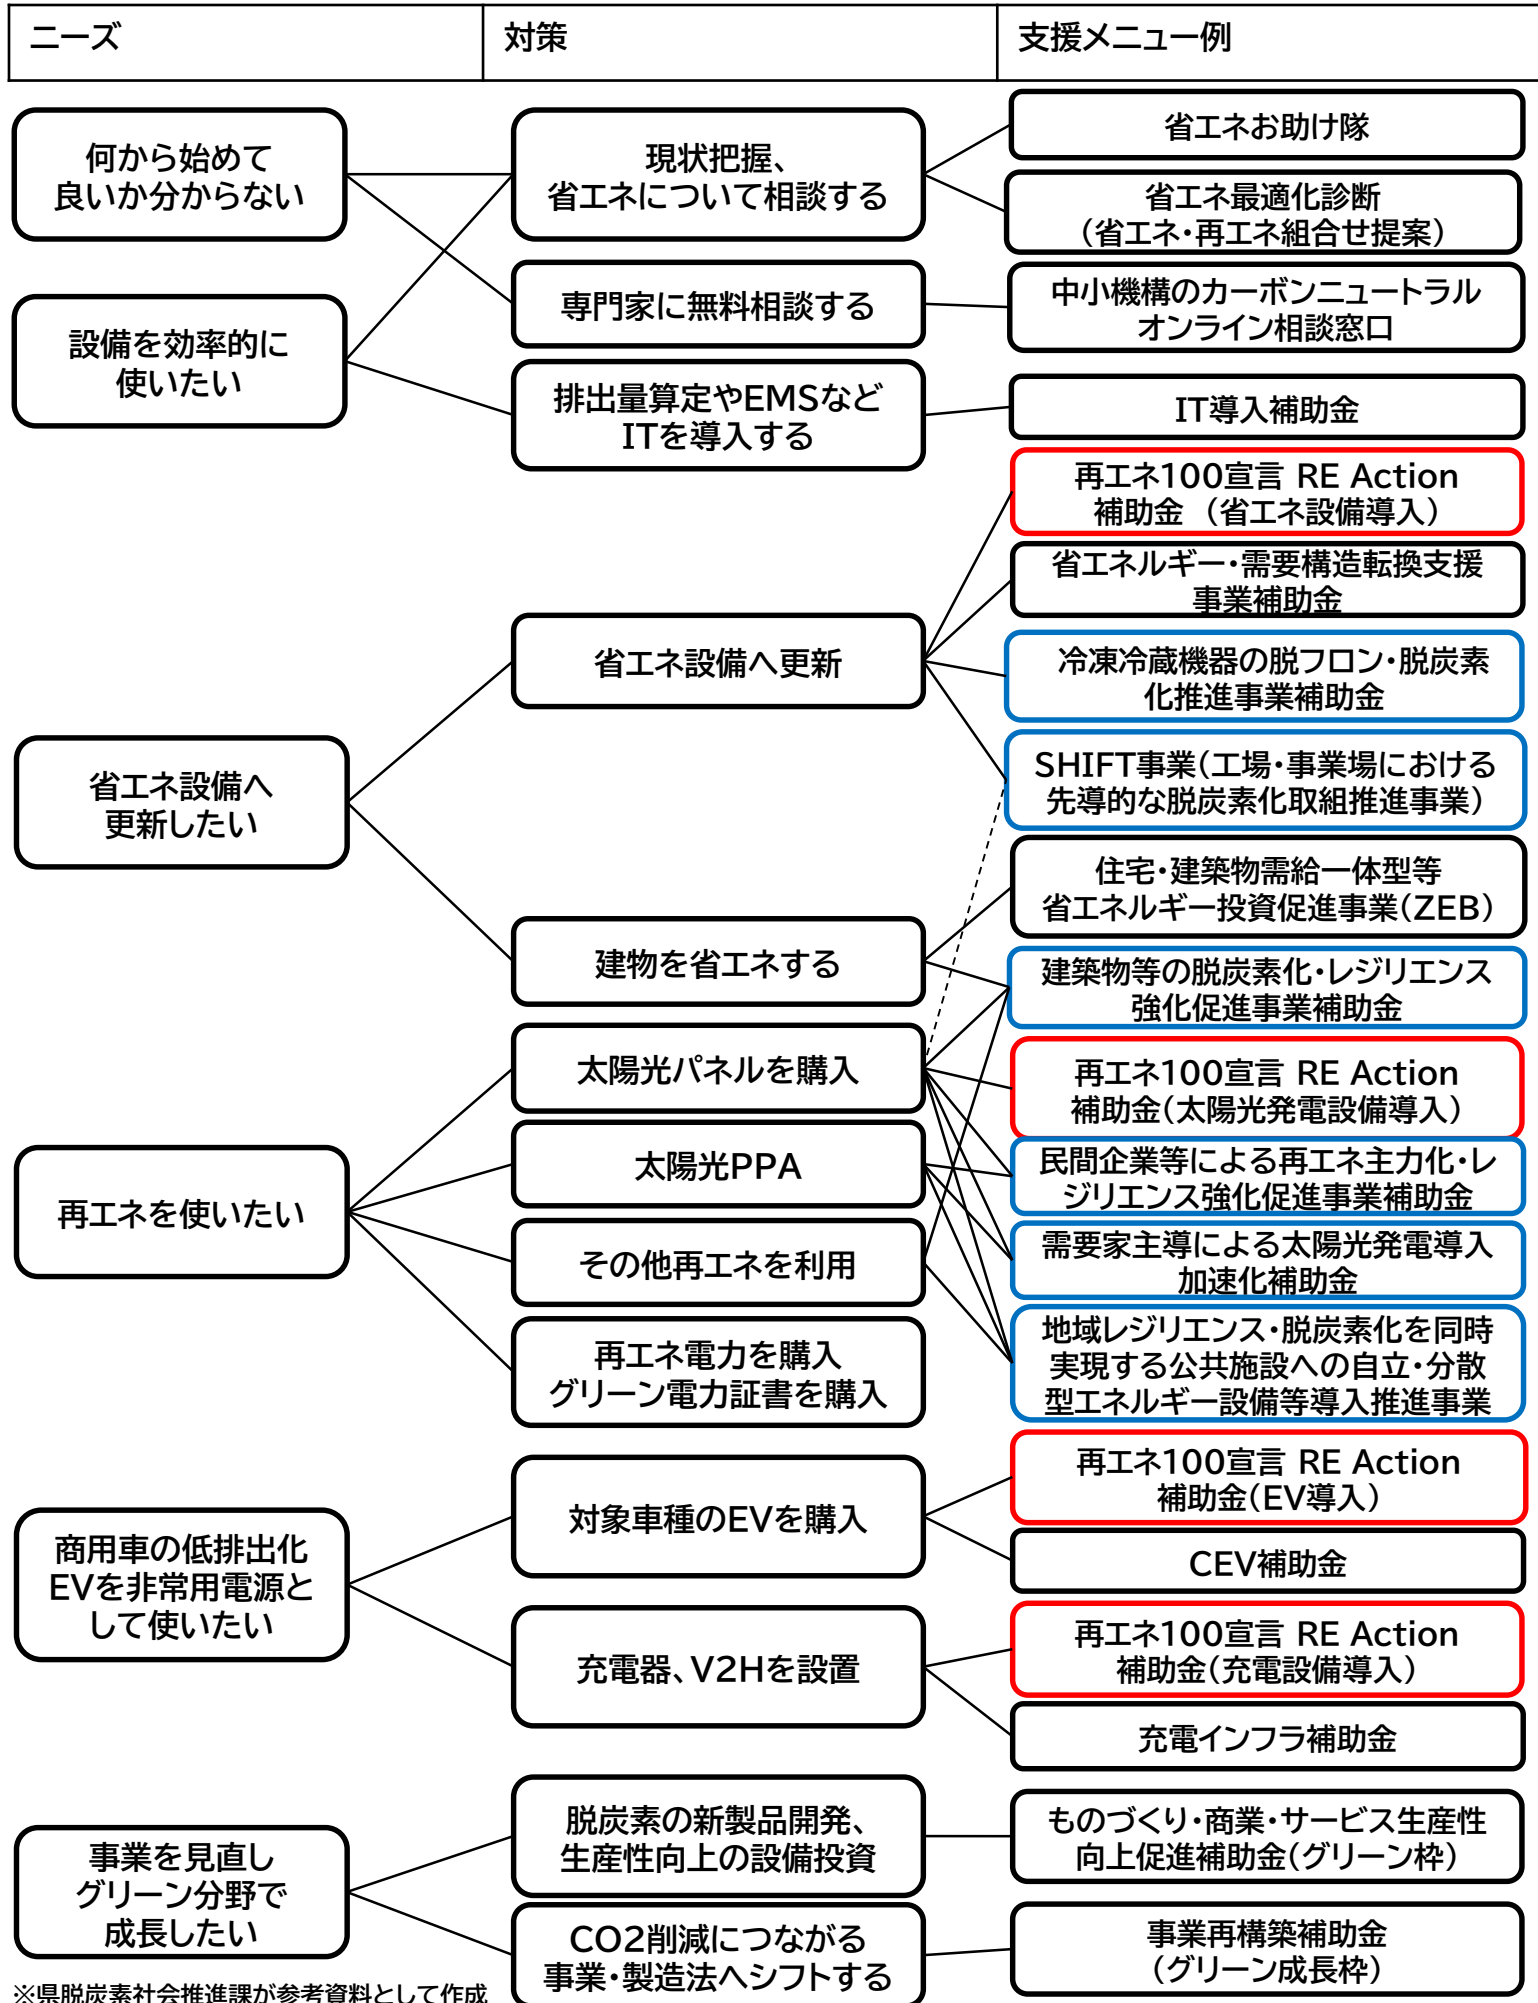 ニーズ
対策
支援メニュー例
何から始めて
良いか分からない
設備を効率的に
使いたい
省エネ設備へ
更新したい
再エネを使いたい
商用車の低排出化
EVを非常用電源と
して使いたい
事業を見直し
グリーン分野で
成長したい
※県脱炭素社会推進課が参考資料として作成
現状把握、
省エネについて相談する
専門家に無料相談する
排出量算定やEMSなど
ITを導入する
省エネ設備へ更新
建物を省エネする
太陽光パネルを購入
太陽光PPA
その他再エネを利用
再エネ電力を購入
グリーン電力証書を購入
対象車種のEVを購入
充電器、V2Hを設置
脱炭素の新製品開発、
生産性向上の設備投資
CO2削減につながる
事業・製造法へシフトする
省エネお助け隊
省エネ最適化診断
（省エネ・再エネ組合せ提案）
中小機構のカーボンニュートラル
オンライン相談窓口
IT導入補助金
再エネ100宣言 RE Action
補助金 （省エネ設備導入）
省エネルギー・需要構造転換支援
事業補助金
冷凍冷蔵機器の脱フロン・脱炭素
化推進事業補助金
SHIFT事業（工場・事業場における
先導的な脱炭素化取組推進事業）
住宅・建築物需給一体型等
省エネルギー投資促進事業（ZEB）
建築物等の脱炭素化・レジリエンス
強化促進事業補助金
再エネ100宣言 RE Action
補助金（太陽光発電設備導入）
民間企業等による再エネ主力化・レ
ジリエンス強化促進事業補助金
需要家主導による太陽光発電導入
加速化補助金
地域レジリエンス・脱炭素化を同時
実現する公共施設への自立・分散
型エネルギー設備等導入推進事業
再エネ100宣言 RE Action
補助金（EV導入）
CEV補助金
再エネ100宣言 RE Action
補助金（充電設備導入）
充電インフラ補助金
ものづくり・商業・サービス生産性
向上促進補助金（グリーン枠）
事業再構築補助金
（グリーン成長枠）